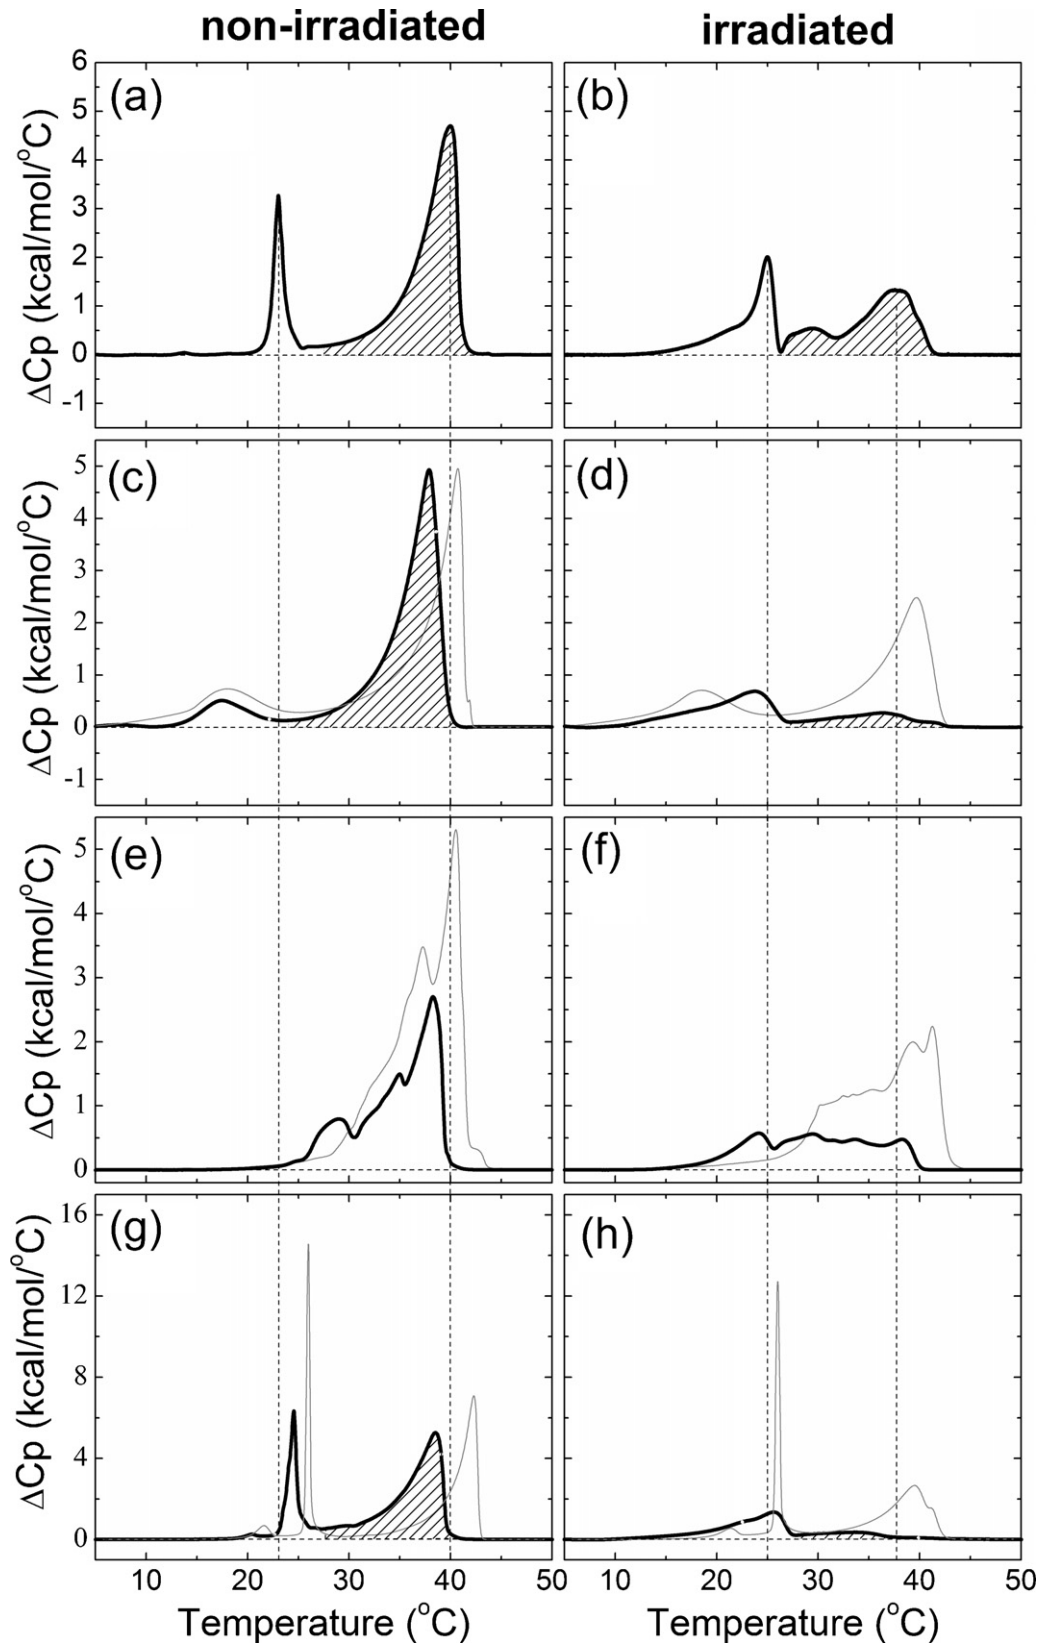 non-irradiated irradiated
(a) (b)
6
5
4
3
2
1
0
-1
ΔCp (kcal/mol/°C)
(c) (d)
5
4
3
2
1
0
-1
ΔCp (kcal/mol/°C)
(e) (f)
5
4
3
2
1
0
ΔCp (kcal/mol/°C)
(g) (h)
16
12
8
4
0
ΔCp (kcal/mol/°C)
10 20 30 40 50 10 20 30 40 50
Temperature (°C) Temperature (°C)